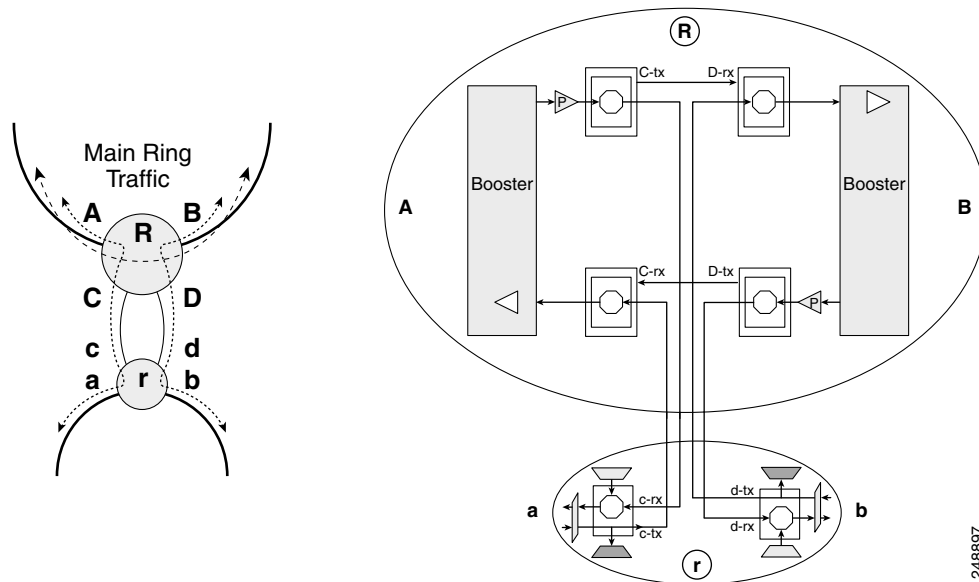 Main Ring
Traffic
A
B
R
C
D
c
d
a
r
b
R
C-tx
D-rx
P
Booster
Booster
A
B
C-rx
D-tx
P
c-rx
c-tx
d-tx
d-rx
a
b
r
248897